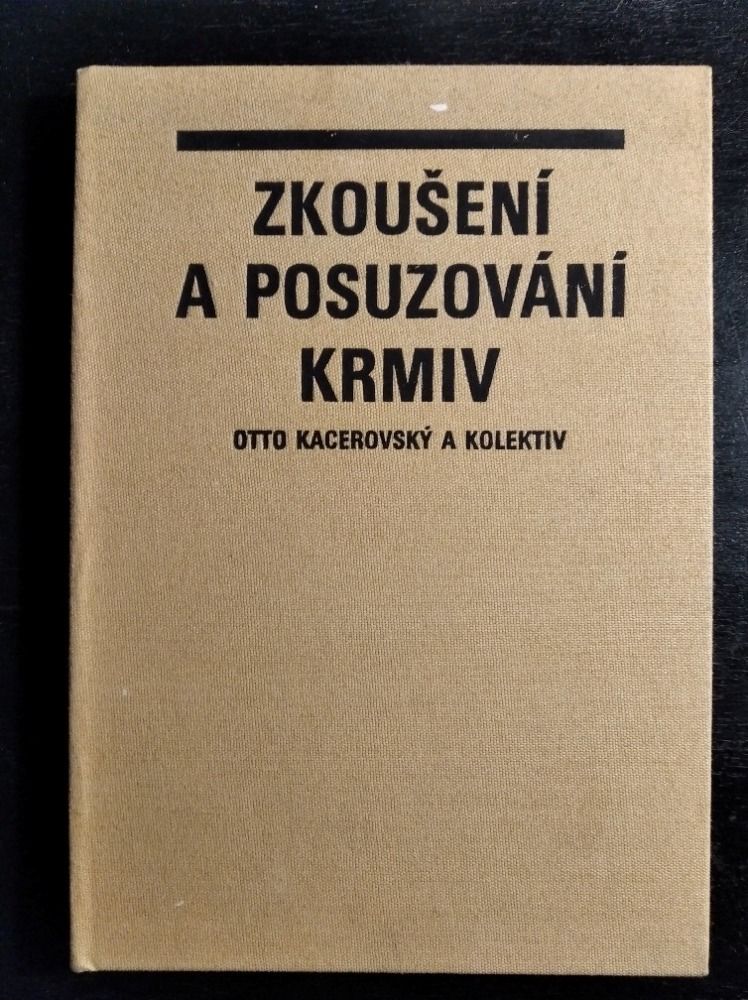 ZKOUŠENÍ
A POSUZOVÁNÍ
KRMIV
OTTO KACEROVSKÝ A KOLEKTIV